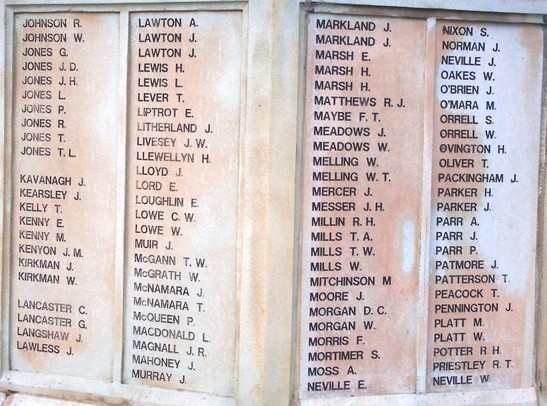 JOHNSON R.
JOHNSON W.
JONES G.
JONES J. D.
JONES J. H.
JONES L.
JONES P.
JONES R.
JONES T.
JONES T. L.
KAVANAGH J.
KEARSLEY J.
KELLY T.
KENNY E.
KENNY M.
KENYON J. M.
KIRKMAN J.
KIRKMAN W.
LANCASTER C.
LANCASTER G.
LANGSHAW J.
LAWLESS J.
LAWTON A.
LAWTON J.
LAWTON J.
LEWIS H.
LEWIS L.
LEVER T.
LIPTROT E.
LITHERLAND J.
LIVESEY J. W.
LLEWELLYN H.
LLOYD J.
LORD E.
LOUGHLIN E.
LOWE C. W.
LOWE W.
MUIR J.
McGANN T. W.
McGRATH W.
McNAMARA J.
McNAMARA T.
McQUEEN P.
MACDONALD L.
MAGNALL J. R.
MAHONEY J.
MURRAY J.
MARKLAND J.
MARKLAND J.
MARSH E.
MARSH H.
MARSH H.
MATTHEWS R. J.
MAYBE F. T.
MEADOWS J.
MEADOWS W.
MELLING W.
MELLING W. T.
MERCER J.
MESSER J. H.
MILLIN R. H.
MILLS T. A.
MILLS T. W.
MILLS W.
MITCHINSON M
MOORE J.
MORGAN D. C.
MORGAN W.
MORRIS F.
MORTIMER S.
MOSS A.
NEVILLE E.
NIXON S.
NORMAN J.
NEVILLE J.
OAKES W.
O'BRIEN J.
O'MARA M.
ORRELL S.
ORRELL W.
OVINGTON H.
OLIVER T.
PACKINGHAM J.
PARKER H.
PARKER J.
PARR A.
PARR J.
PARR P.
PATMORE J.
PATTERSON T.
PEACOCK T.
PENNINGTON J.
PLATT M.
PLATT W.
POTTER R. H.
PRIESTLEY R. T.
NEVILLE W.